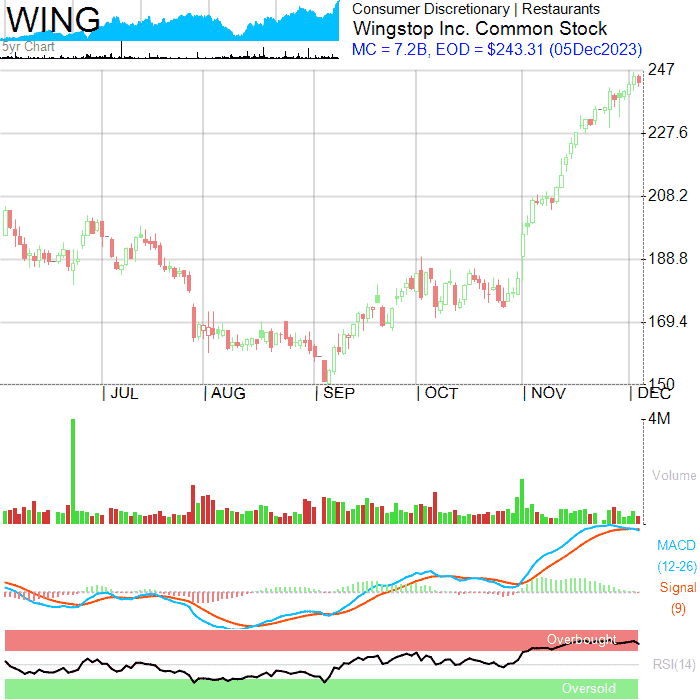 WING
5yr Chart
Consumer Discretionary | Restaurants
Wingstop Inc. Common Stock
MC = 7.2B, EOD = $243.31 (05Dec2023)
247
227.6
208.2
188.8
169.4
150
| JUL | AUG | SEP | OCT | NOV | DEC
4M
Volume
MACD
(12-26)
Signal
(9)
Overbought
RSI(14)
Oversold